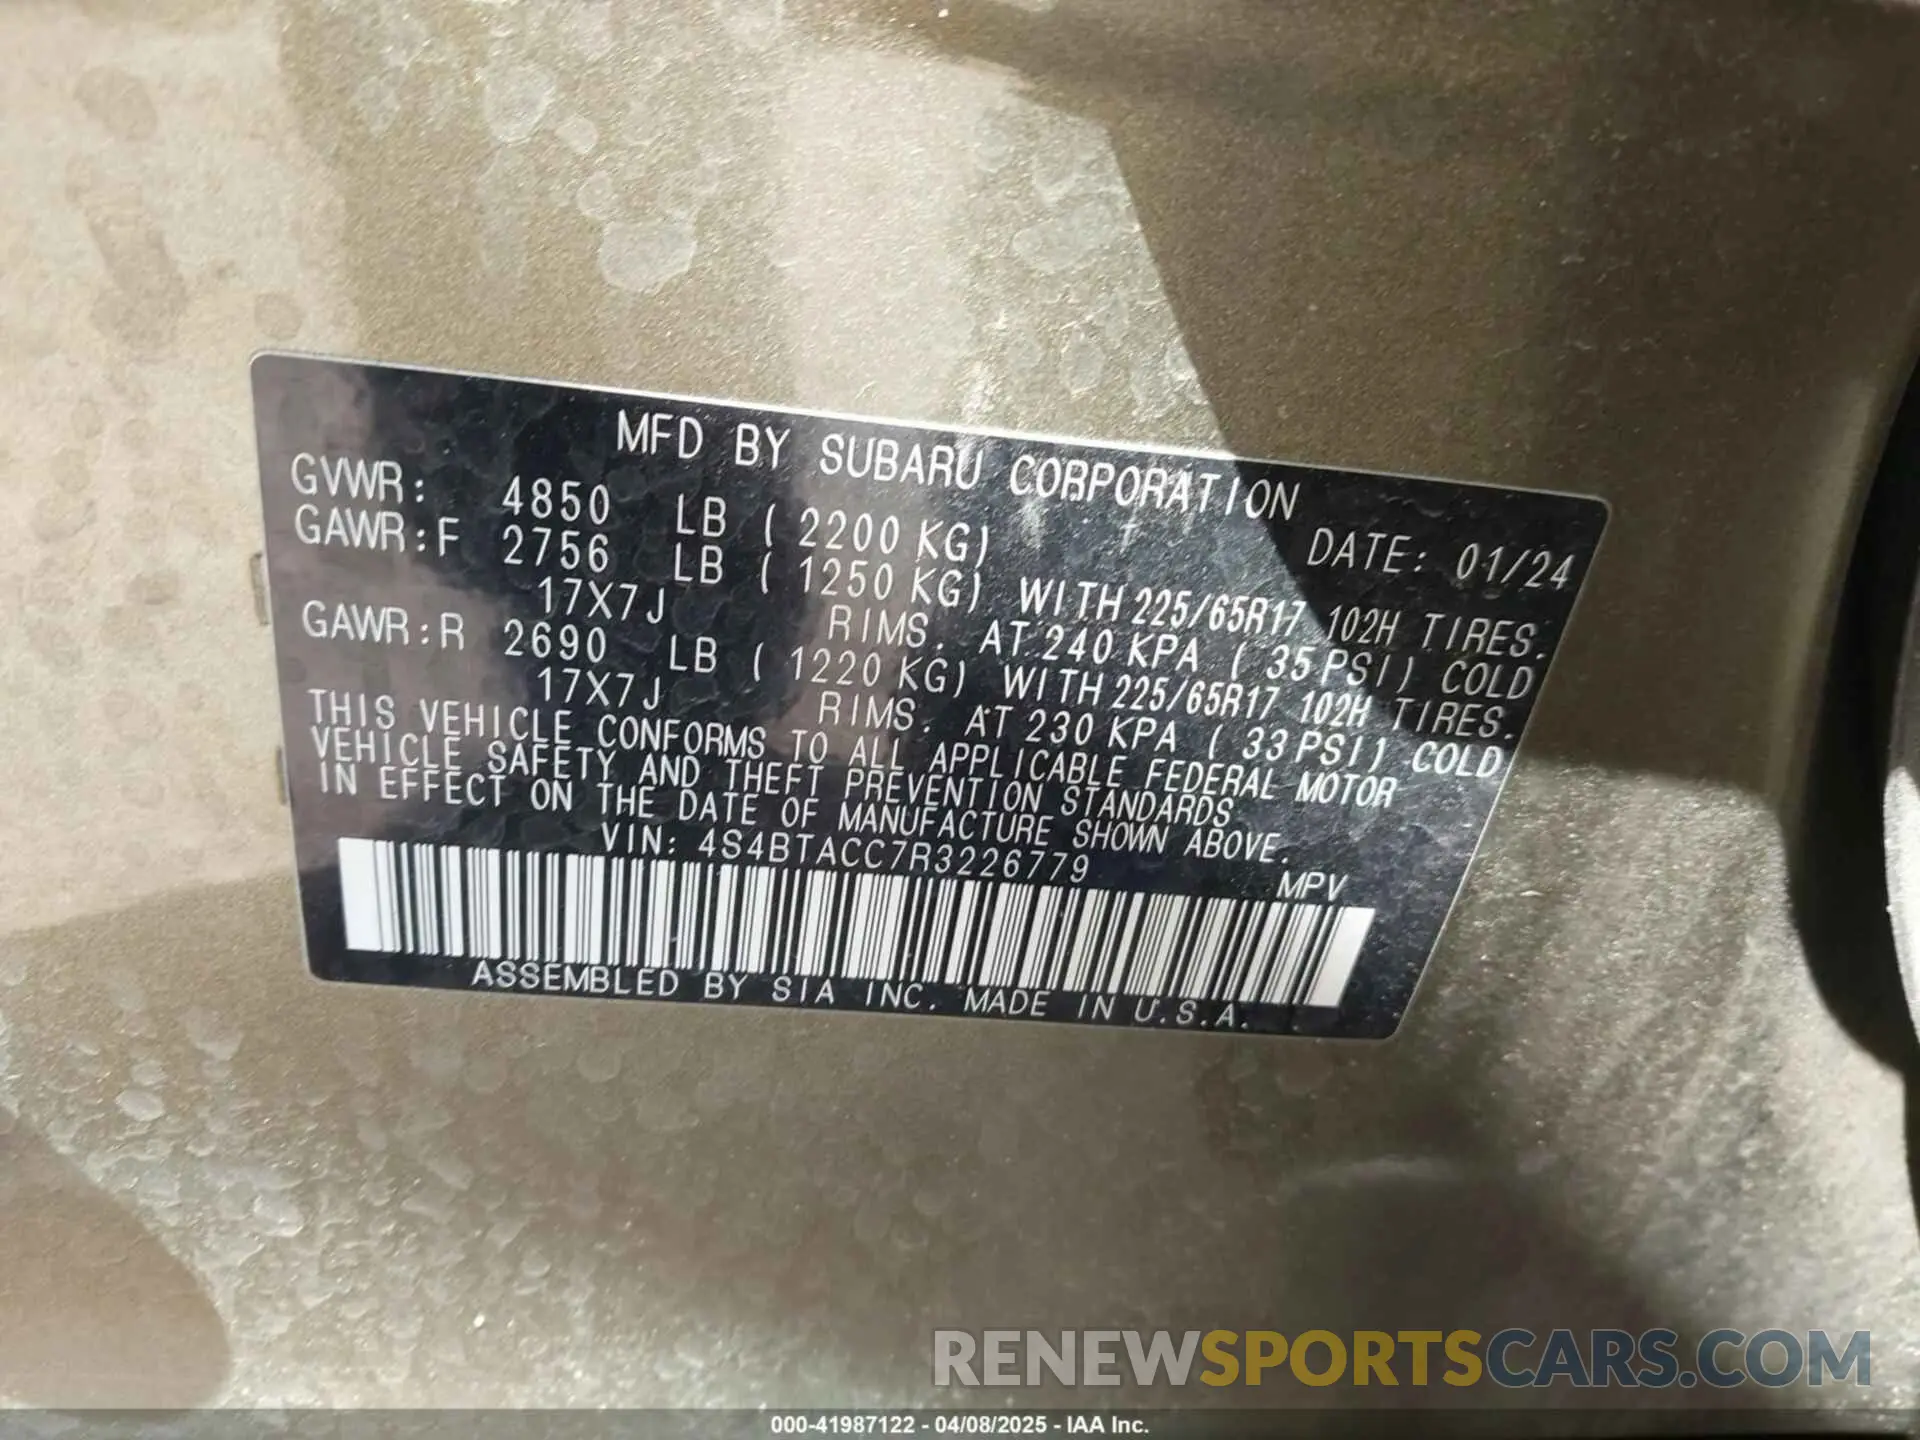 MFD BY SUBARU CORPORATION
GVWR: 4850 LB ( 2200 KG) DATE: 01/24
GAWR:F 2756 LB ( 1250 KG) WITH 225/65R17 102H TIRES.
17X7J RIMS. AT 240 KPA ( 35 PSI) COLD
GAWR:R 2690 LB ( 1220 KG) WITH 225/65R17 102H TIRES.
17X7J RIMS. AT 230 KPA ( 33 PSI) COLD
THIS VEHICLE CONFORMS TO ALL APPLICABLE FEDERAL MOTOR
VEHICLE SAFETY AND THEFT PREVENTION STANDARDS
IN EFFECT ON THE DATE OF MANUFACTURE SHOWN ABOVE.
VIN: 4S4BTACC7R3226779 MPV
ASSEMBLED BY SIA INC. MADE IN U.S.A.
RENEWSPORTSCARS.COM
000-41987122 - 04/08/2025 - IAA Inc.